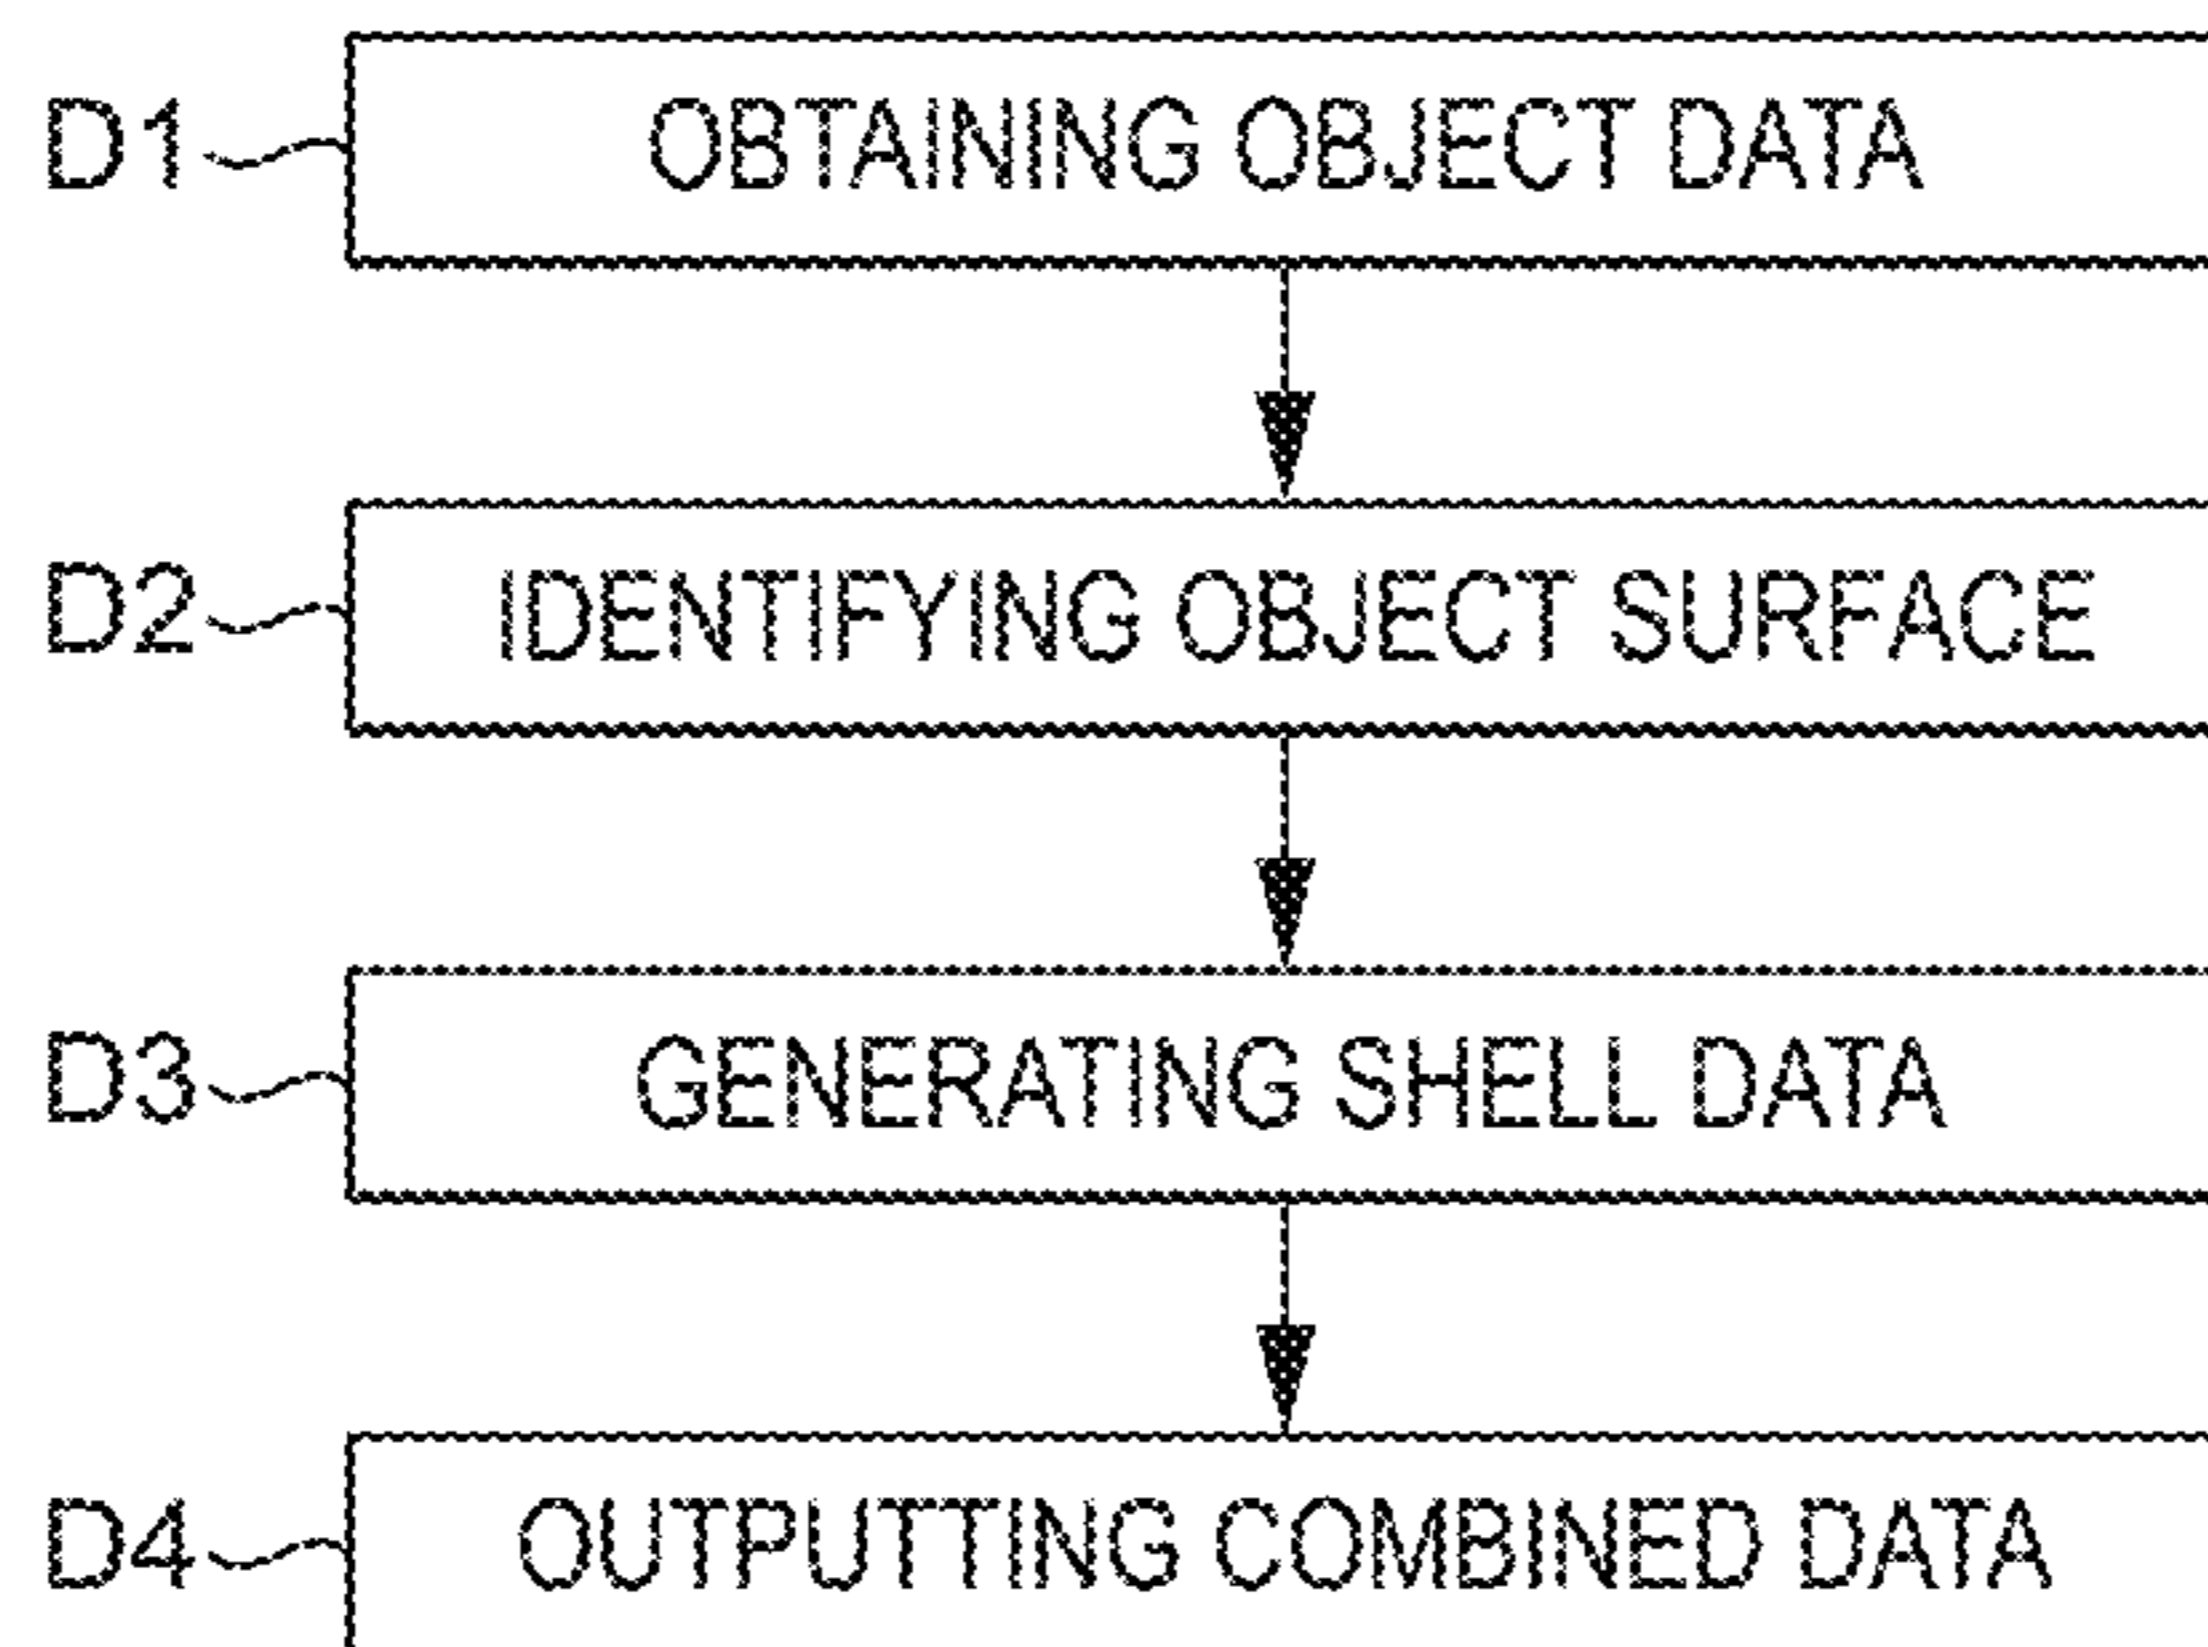 D1 OBTAINING OBJECT DATA
D2 IDENTIFYING OBJECT SURFACE
D3 GENERATING SHELL DATA
D4 OUTPUTTING COMBINED DATA